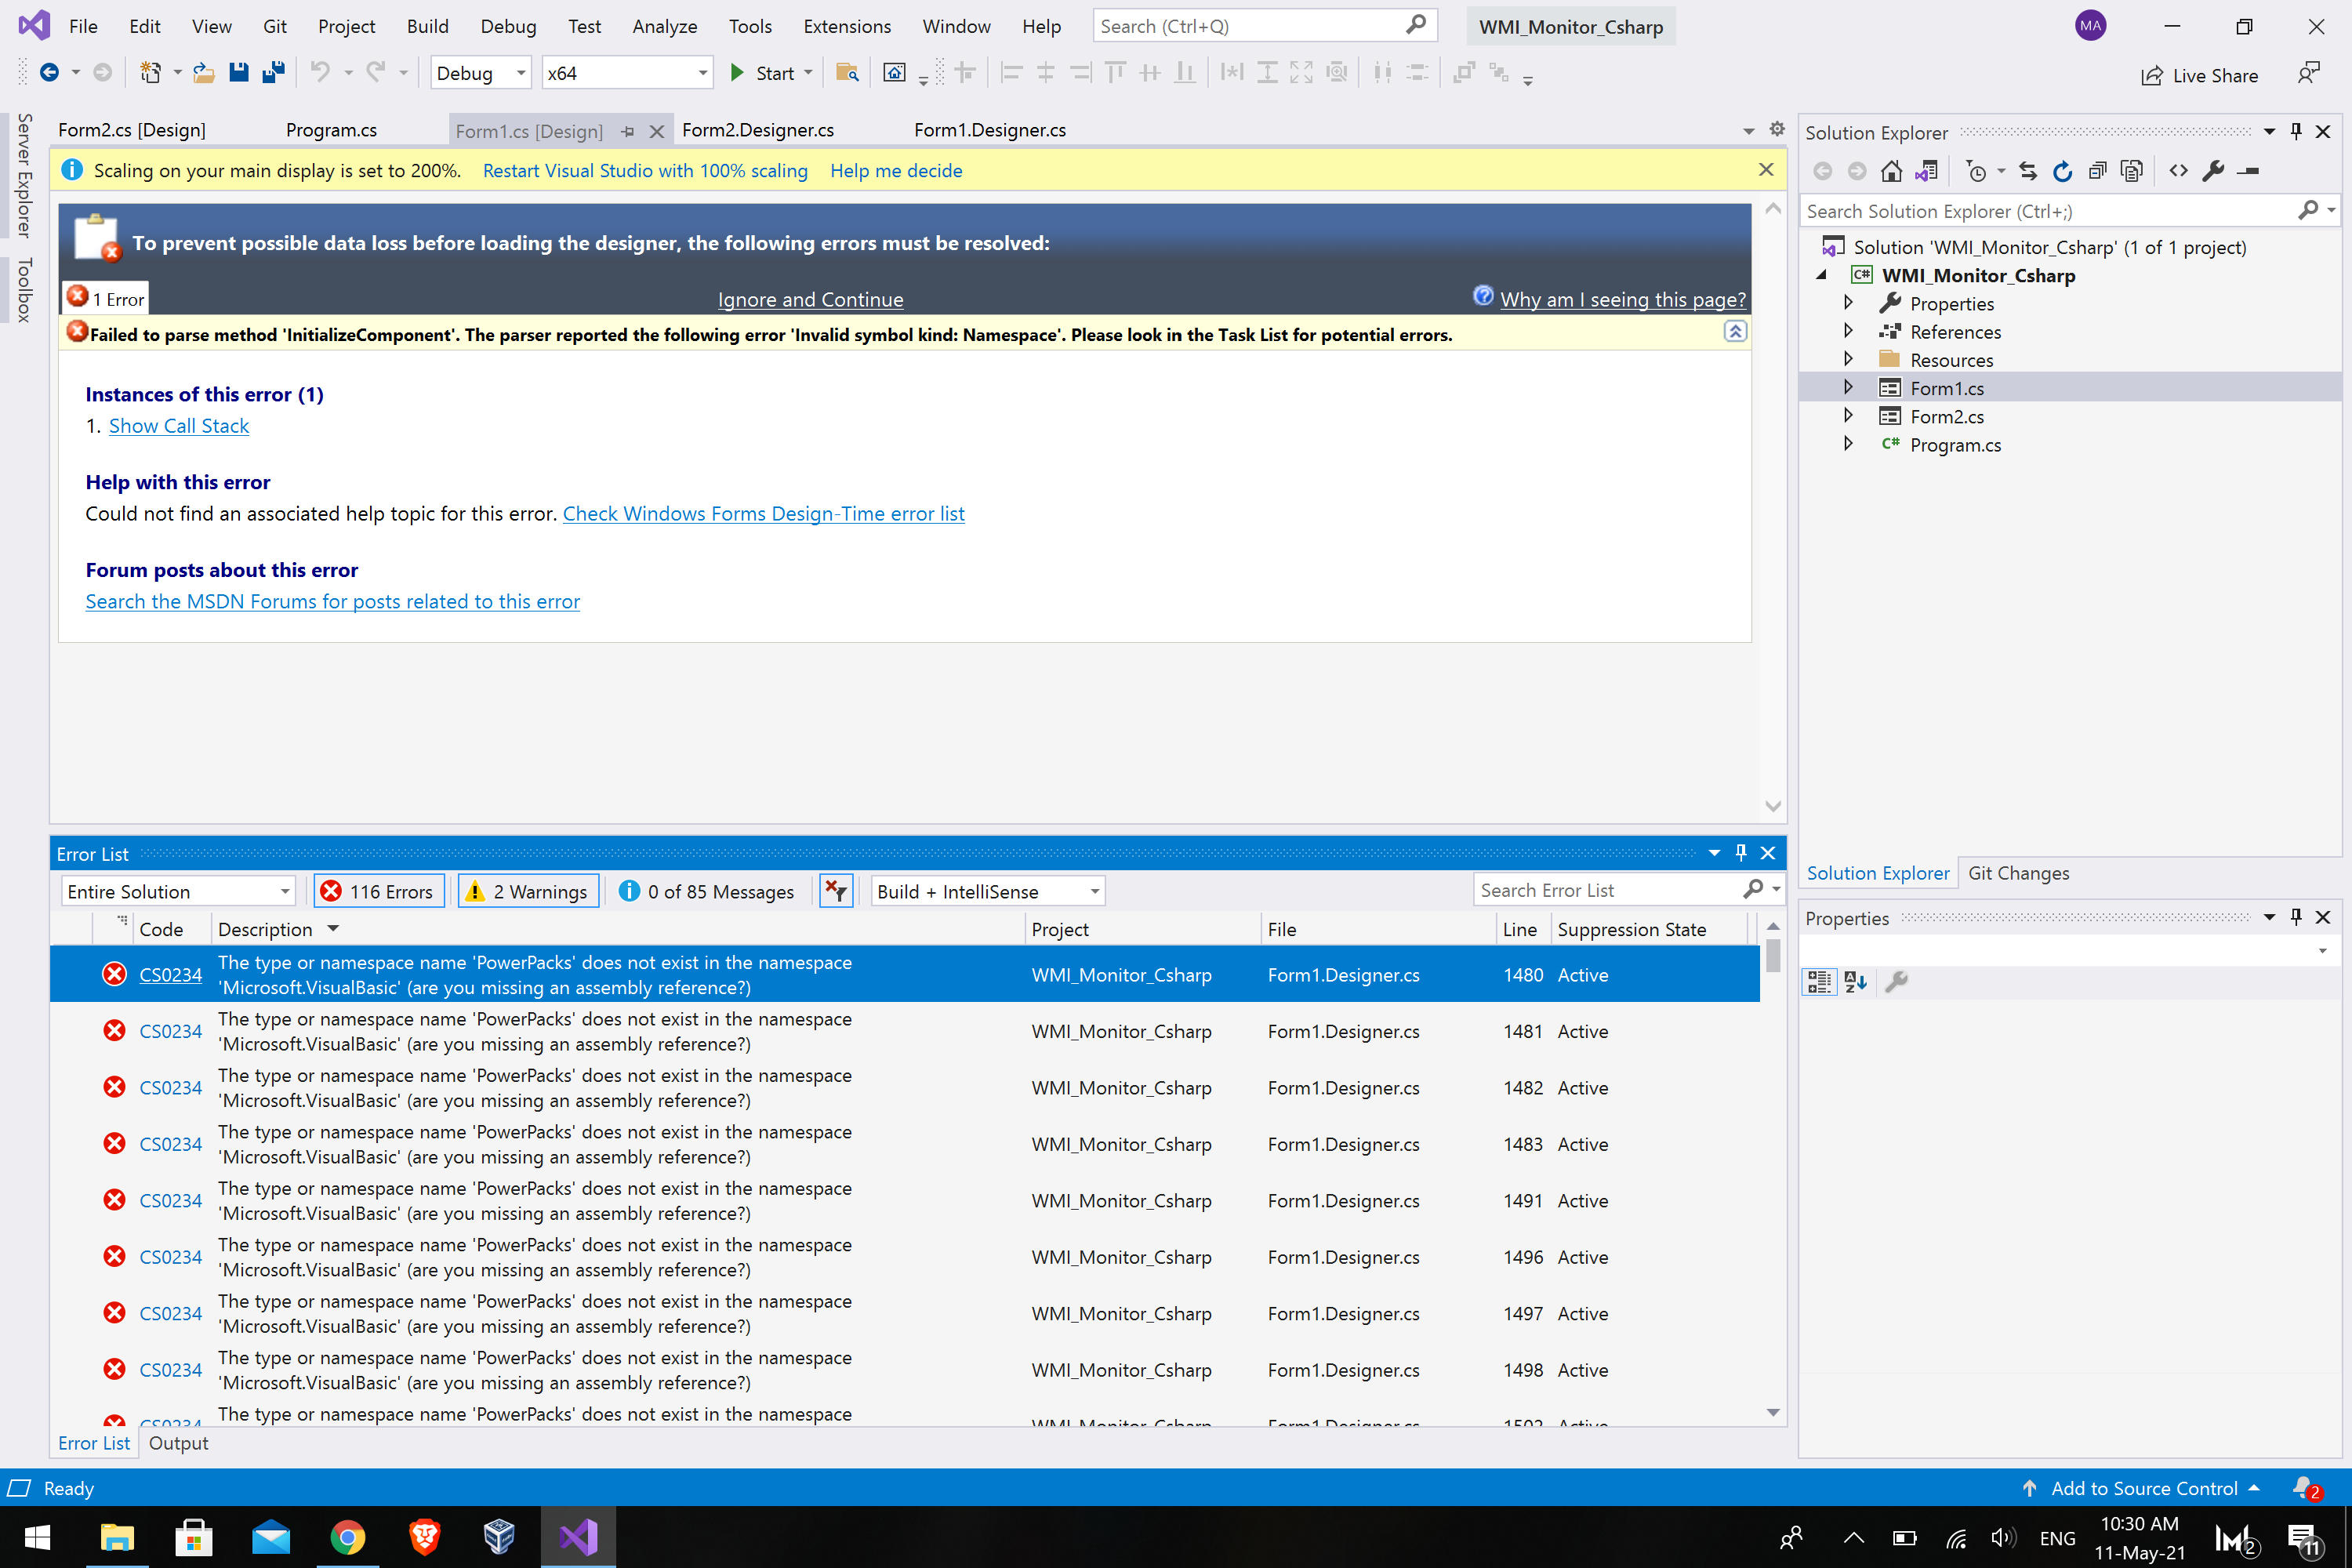 File Edit View Git Project Build Debug Test Analyze Tools Extensions Window Help Search (Ctrl+Q) WMI_Monitor_Csharp MA
Debug x64 Start Live Share
Server Explorer
Toolbox
Form2.cs [Design] Program.cs Form1.cs [Design] Form2.Designer.cs Form1.Designer.cs
Scaling on your main display is set to 200%. Restart Visual Studio with 100% scaling Help me decide
To prevent possible data loss before loading the designer, the following errors must be resolved:
1 Error Ignore and Continue Why am I seeing this page?
Failed to parse method 'InitializeComponent'. The parser reported the following error 'Invalid symbol kind: Namespace'. Please look in the Task List for potential errors.
Instances of this error (1)
1. Show Call Stack
Help with this error
Could not find an associated help topic for this error. Check Windows Forms Design-Time error list
Forum posts about this error
Search the MSDN Forums for posts related to this error
Solution Explorer
Search Solution Explorer (Ctrl+;)
Solution 'WMI_Monitor_Csharp' (1 of 1 project)
C# WMI_Monitor_Csharp
Properties
References
Resources
Form1.cs
Form2.cs
C# Program.cs
Solution Explorer Git Changes
Properties
Error List
Entire Solution 116 Errors 2 Warnings 0 of 85 Messages Build + IntelliSense Search Error List
Code Description Project File Line Suppression State
CS0234 The type or namespace name 'PowerPacks' does not exist in the namespace
'Microsoft.VisualBasic' (are you missing an assembly reference?) WMI_Monitor_Csharp Form1.Designer.cs 1480 Active
CS0234 The type or namespace name 'PowerPacks' does not exist in the namespace
'Microsoft.VisualBasic' (are you missing an assembly reference?) WMI_Monitor_Csharp Form1.Designer.cs 1481 Active
CS0234 The type or namespace name 'PowerPacks' does not exist in the namespace
'Microsoft.VisualBasic' (are you missing an assembly reference?) WMI_Monitor_Csharp Form1.Designer.cs 1482 Active
CS0234 The type or namespace name 'PowerPacks' does not exist in the namespace
'Microsoft.VisualBasic' (are you missing an assembly reference?) WMI_Monitor_Csharp Form1.Designer.cs 1483 Active
CS0234 The type or namespace name 'PowerPacks' does not exist in the namespace
'Microsoft.VisualBasic' (are you missing an assembly reference?) WMI_Monitor_Csharp Form1.Designer.cs 1491 Active
CS0234 The type or namespace name 'PowerPacks' does not exist in the namespace
'Microsoft.VisualBasic' (are you missing an assembly reference?) WMI_Monitor_Csharp Form1.Designer.cs 1496 Active
CS0234 The type or namespace name 'PowerPacks' does not exist in the namespace
'Microsoft.VisualBasic' (are you missing an assembly reference?) WMI_Monitor_Csharp Form1.Designer.cs 1497 Active
CS0234 The type or namespace name 'PowerPacks' does not exist in the namespace
'Microsoft.VisualBasic' (are you missing an assembly reference?) WMI_Monitor_Csharp Form1.Designer.cs 1498 Active
The type or namespace name 'PowerPacks' does not exist in the namespace
Error List Output
Ready Add to Source Control 2
ENG 10:30 AM
11-May-21 2 11